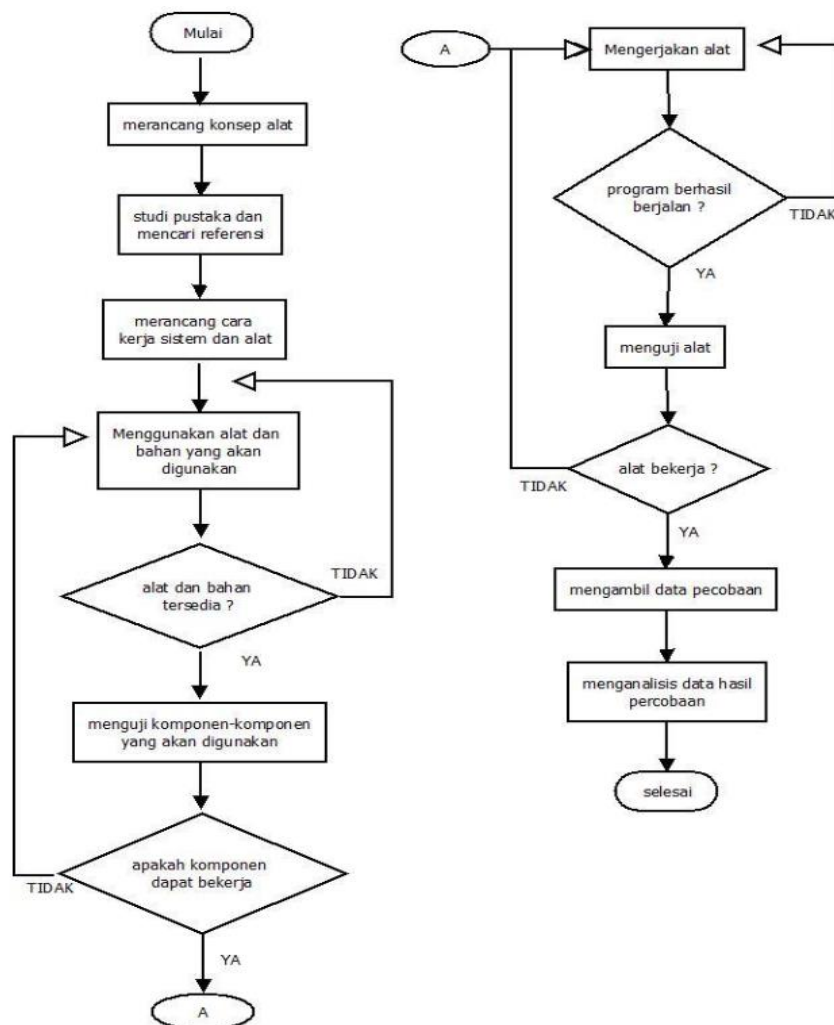 Mulai
merancang konsep alat
studi pustaka dan
mencari referensi
merancang cara
kerja sistem dan alat
Menggunakan alat dan
bahan yang akan
digunakan
alat dan bahan
tersedia ?
TIDAK
YA
menguji komponen-komponen
yang akan digunakan
apakah komponen
dapat bekerja
TIDAK
YA
A
A
Mengerjakan alat
program berhasil
berjalan ?
TIDAK
YA
menguji alat
alat bekerja ?
TIDAK
YA
mengambil data pecobaan
menganalisis data hasil
percobaan
selesai